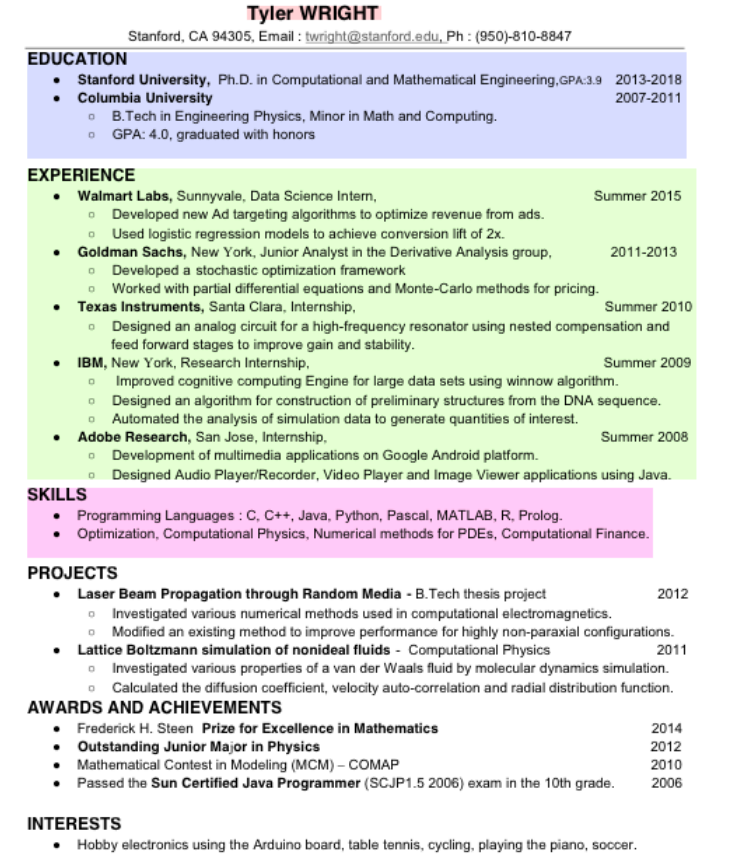 Tyler WRIGHT
Stanford, CA 94305, Email : twright@stanford.edu, Ph : (950)-810-8847
EDUCATION
● Stanford University, Ph.D. in Computational and Mathematical Engineering,GPA:3.9 2013-2018
● Columbia University 2007-2011
○ B.Tech in Engineering Physics, Minor in Math and Computing.
○ GPA: 4.0, graduated with honors
EXPERIENCE
● Walmart Labs, Sunnyvale, Data Science Intern, Summer 2015
○ Developed new Ad targeting algorithms to optimize revenue from ads.
○ Used logistic regression models to achieve conversion lift of 2x.
● Goldman Sachs, New York, Junior Analyst in the Derivative Analysis group, 2011-2013
○ Developed a stochastic optimization framework
○ Worked with partial differential equations and Monte-Carlo methods for pricing.
● Texas Instruments, Santa Clara, Internship, Summer 2010
○ Designed an analog circuit for a high-frequency resonator using nested compensation and
feed forward stages to improve gain and stability.
● IBM, New York, Research Internship, Summer 2009
○ Improved cognitive computing Engine for large data sets using winnow algorithm.
○ Designed an algorithm for construction of preliminary structures from the DNA sequence.
○ Automated the analysis of simulation data to generate quantities of interest.
● Adobe Research, San Jose, Internship, Summer 2008
○ Development of multimedia applications on Google Android platform.
○ Designed Audio Player/Recorder, Video Player and Image Viewer applications using Java.
SKILLS
● Programming Languages : C, C++, Java, Python, Pascal, MATLAB, R, Prolog.
● Optimization, Computational Physics, Numerical methods for PDEs, Computational Finance.
PROJECTS
● Laser Beam Propagation through Random Media - B.Tech thesis project 2012
○ Investigated various numerical methods used in computational electromagnetics.
○ Modified an existing method to improve performance for highly non-paraxial configurations.
● Lattice Boltzmann simulation of nonideal fluids - Computational Physics 2011
○ Investigated various properties of a van der Waals fluid by molecular dynamics simulation.
○ Calculated the diffusion coefficient, velocity auto-correlation and radial distribution function.
AWARDS AND ACHIEVEMENTS
● Frederick H. Steen Prize for Excellence in Mathematics 2014
● Outstanding Junior Major in Physics 2012
● Mathematical Contest in Modeling (MCM) – COMAP 2010
● Passed the Sun Certified Java Programmer (SCJP1.5 2006) exam in the 10th grade. 2006
INTERESTS
● Hobby electronics using the Arduino board, table tennis, cycling, playing the piano, soccer.